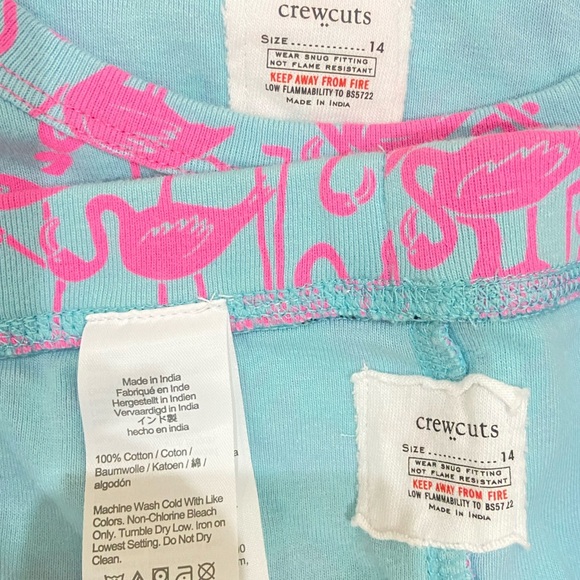 crewcuts
SIZE.............. 14
WEAR SNUG FITTING
NOT FLAME RESISTANT
KEEP AWAY FROM FIRE
LOW FLAMMABILITY TO BS5722
MADE IN INDIA
Made in India
Fabriqué en Inde
Hergestellt in Indien
Vervaardigd in India
インド製
hecho en india
100% Cotton / Coton /
Baumwolle / Katoen / 綿 /
algodón
Machine Wash Cold With Like
Colors. Non-Chlorine Bleach
Only. Tumble Dry Low. Iron on
Lowest Setting. Do Not Dry
Clean.
crewcuts
SIZE.............. 14
WEAR SNUG FITTING
NOT FLAME RESISTANT
KEEP AWAY FROM FIRE
LOW FLAMMABILITY TO BS5722
MADE IN INDIA